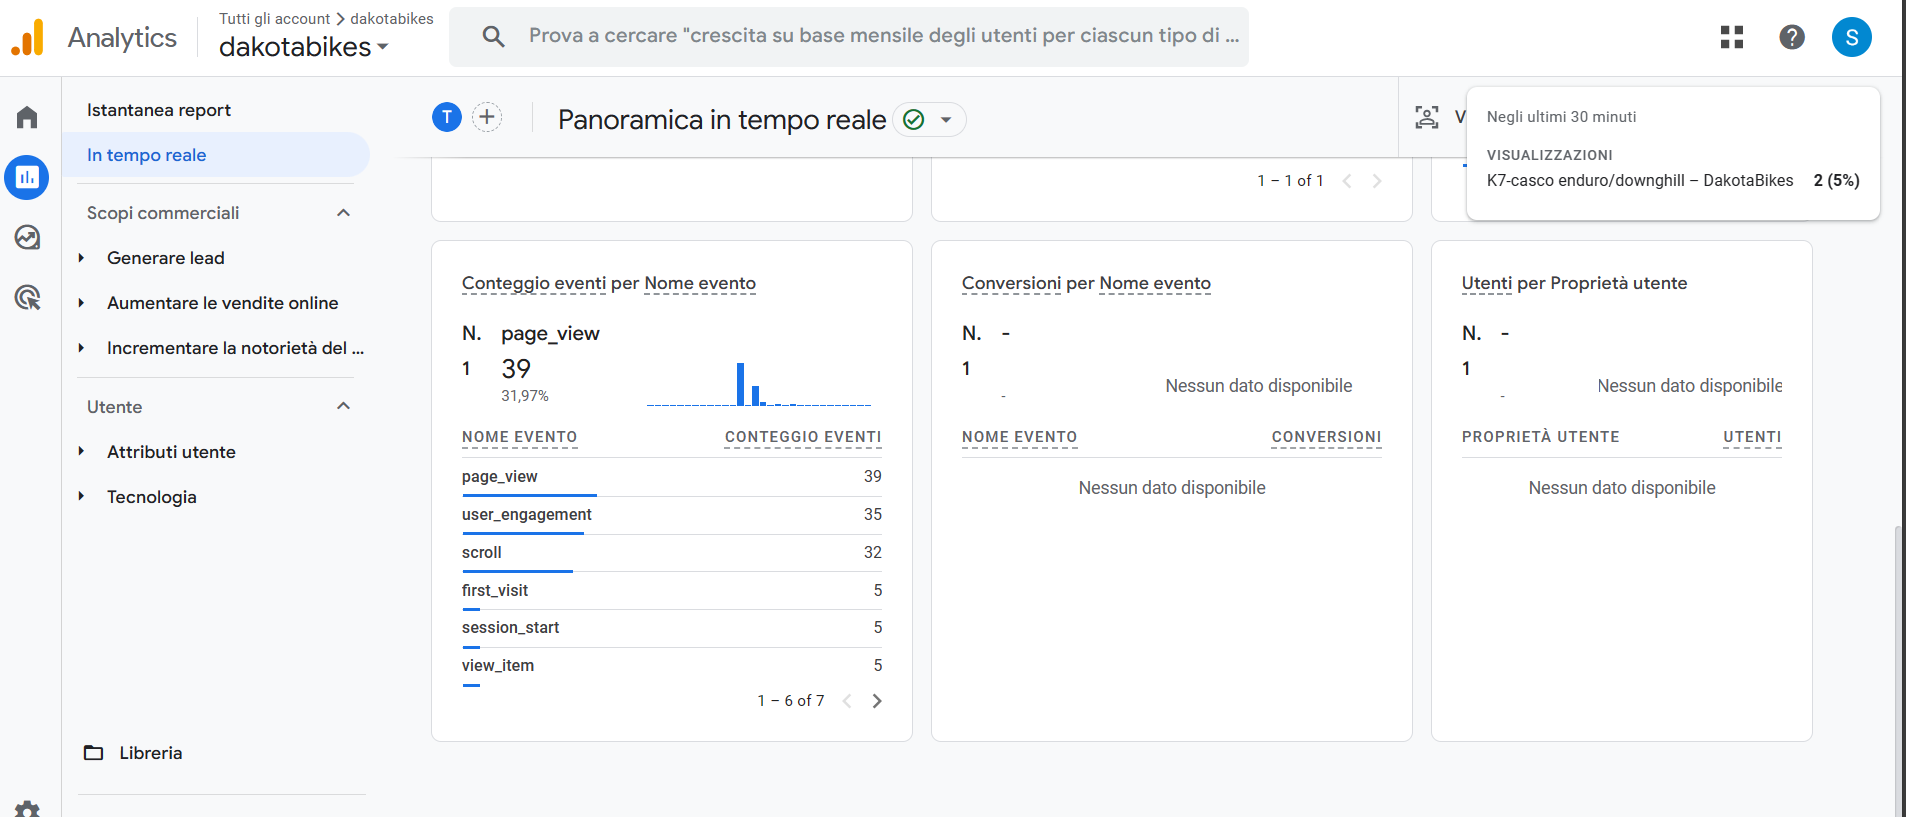 Analytics
Tutti gli account > dakotabikes
dakotabikes
Prova a cercare "crescita su base mensile degli utenti per ciascun tipo di ...
?
S
Istantanea report
In tempo reale
Scopi commerciali
Generare lead
Aumentare le vendite online
Incrementare la notorietà del ...
Utente
Attributi utente
Tecnologia
Libreria
T
Panoramica in tempo reale
V
Negli ultimi 30 minuti
VISUALIZZAZIONI
K7-casco enduro/downghill – DakotaBikes 2 (5%)
1 – 1 of 1
Conteggio eventi per Nome evento
N. page_view
1 39
31,97%
NOME EVENTO CONTEGGIO EVENTI
page_view 39
user_engagement 35
scroll 32
first_visit 5
session_start 5
view_item 5
1 – 6 of 7
Conversioni per Nome evento
N. -
1
-
Nessun dato disponibile
NOME EVENTO CONVERSIONI
Nessun dato disponibile
Utenti per Proprietà utente
N. -
1
-
Nessun dato disponibile
PROPRIETÀ UTENTE UTENTI
Nessun dato disponibile